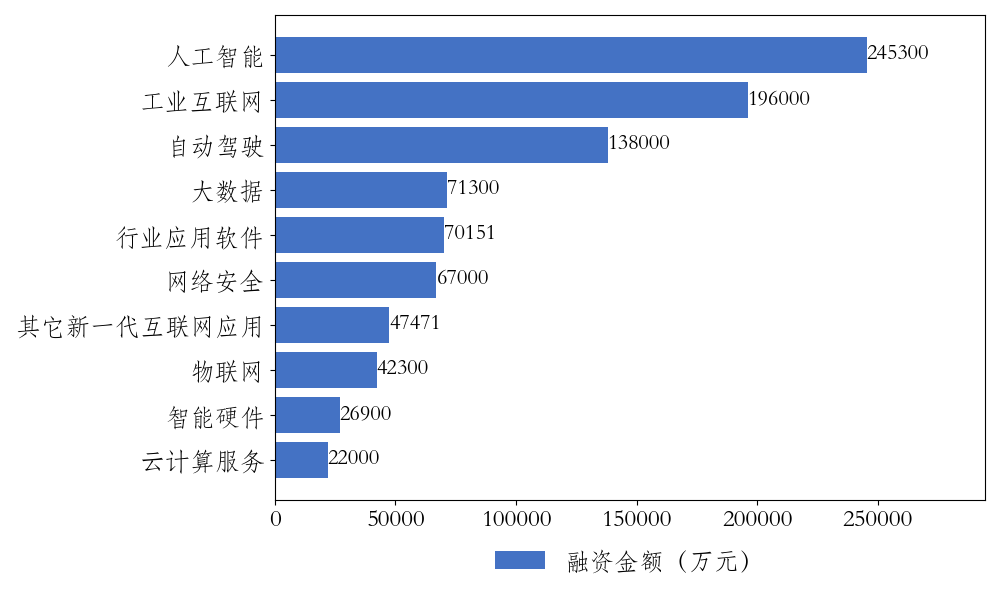 人工智能 245300
工业互联网 196000
自动驾驶 138000
大数据 71300
行业应用软件 70151
网络安全 67000
其它新一代互联网应用 47471
物联网 42300
智能硬件 26900
云计算服务 22000
0 50000 100000 150000 200000 250000
融资金额（万元）